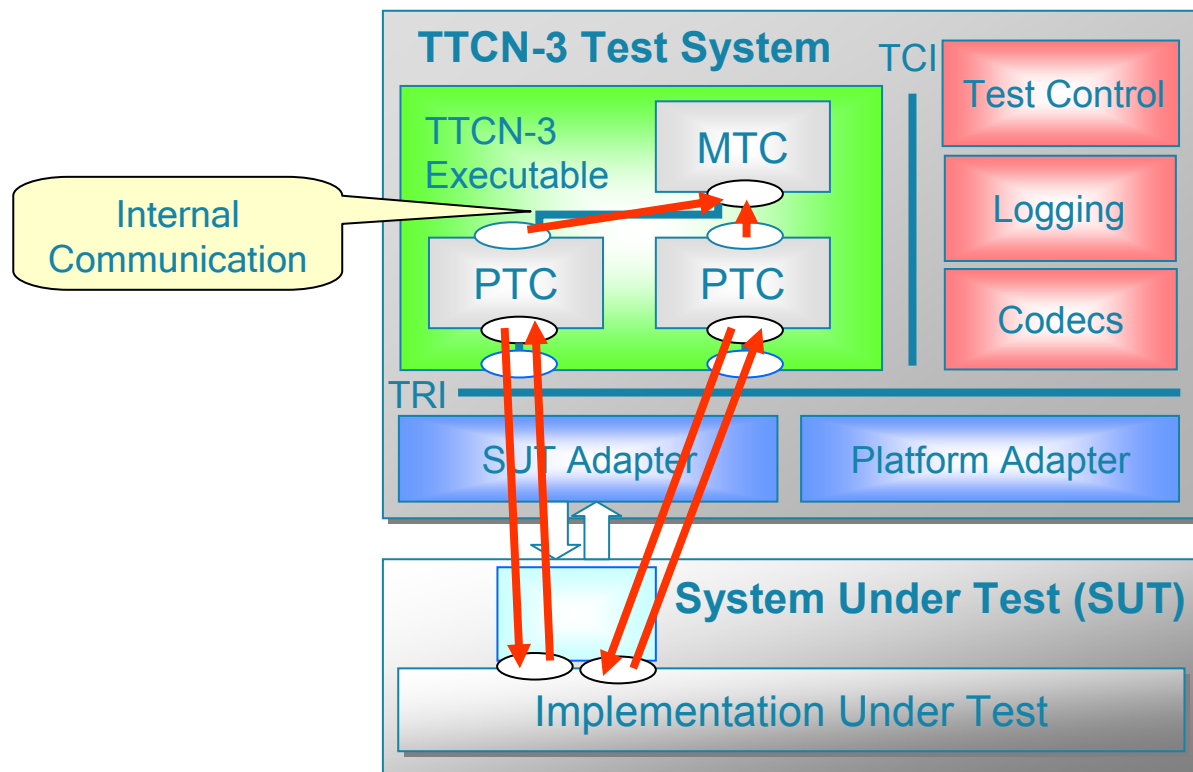 TTCN-3 Test System
TCI
Test Control
TTCN-3
Executable
MTC
Internal
Communication
Logging
PTC
PTC
Codecs
TRI
SUT Adapter
Platform Adapter
System Under Test (SUT)
Implementation Under Test